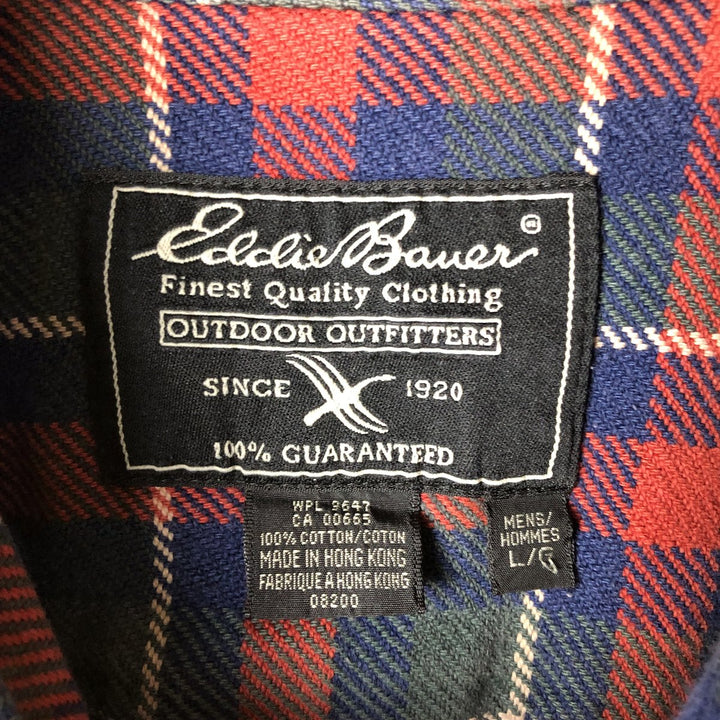 Eddie Bauer ®
Finest Quality Clothing
OUTDOOR OUTFITTERS
SINCE 1920
100% GUARANTEED
WPL 9647
CA 00665
100% COTTON/COTON
MADE IN HONG KONG
FABRIQUE A HONG KONG
08200
MENS/
HOMMES
L./G